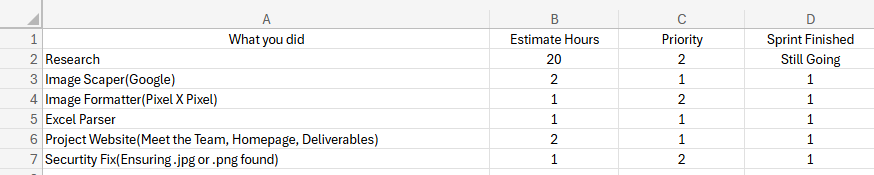 A B C D
1 What you did Estimate Hours Priority Sprint Finished
2 Research 20 2 Still Going
3 Image Scaper(Google) 2 1 1
4 Image Formatter(Pixel X Pixel) 1 2 1
5 Excel Parser 1 1 1
6 Project Website(Meet the Team, Homepage, Deliverables) 2 1 1
7 Securtity Fix(Ensuring .jpg or .png found) 1 2 1